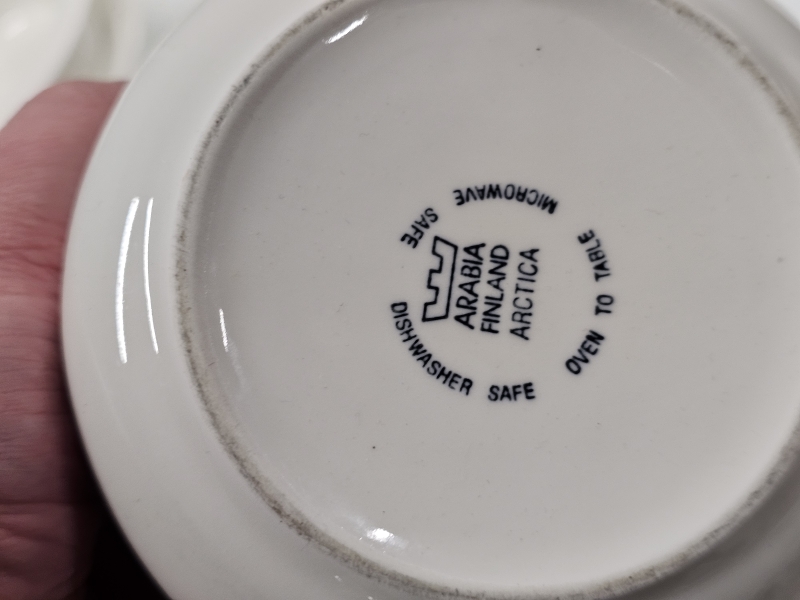 ARABIA
FINLAND
ARCTICA
DISHWASHER SAFE
OVEN TO TABLE
MICROWAVE SAFE